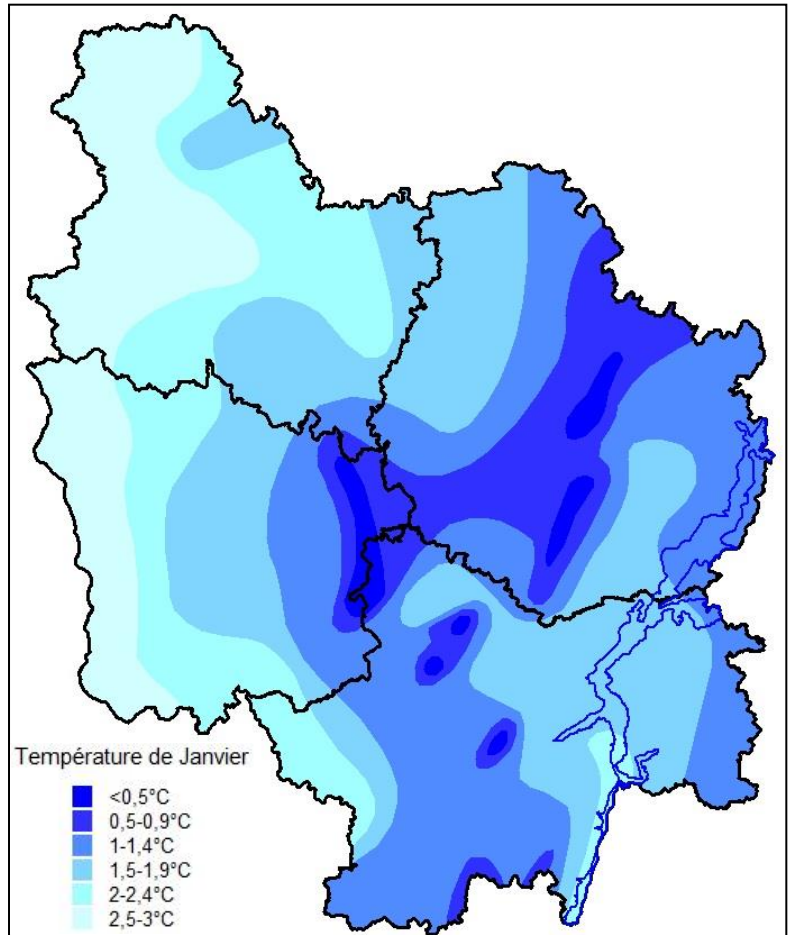 Température de Janvier
<0,5°C
0,5-0,9°C
1-1,4°C
1,5-1,9°C
2-2,4°C
2,5-3°C